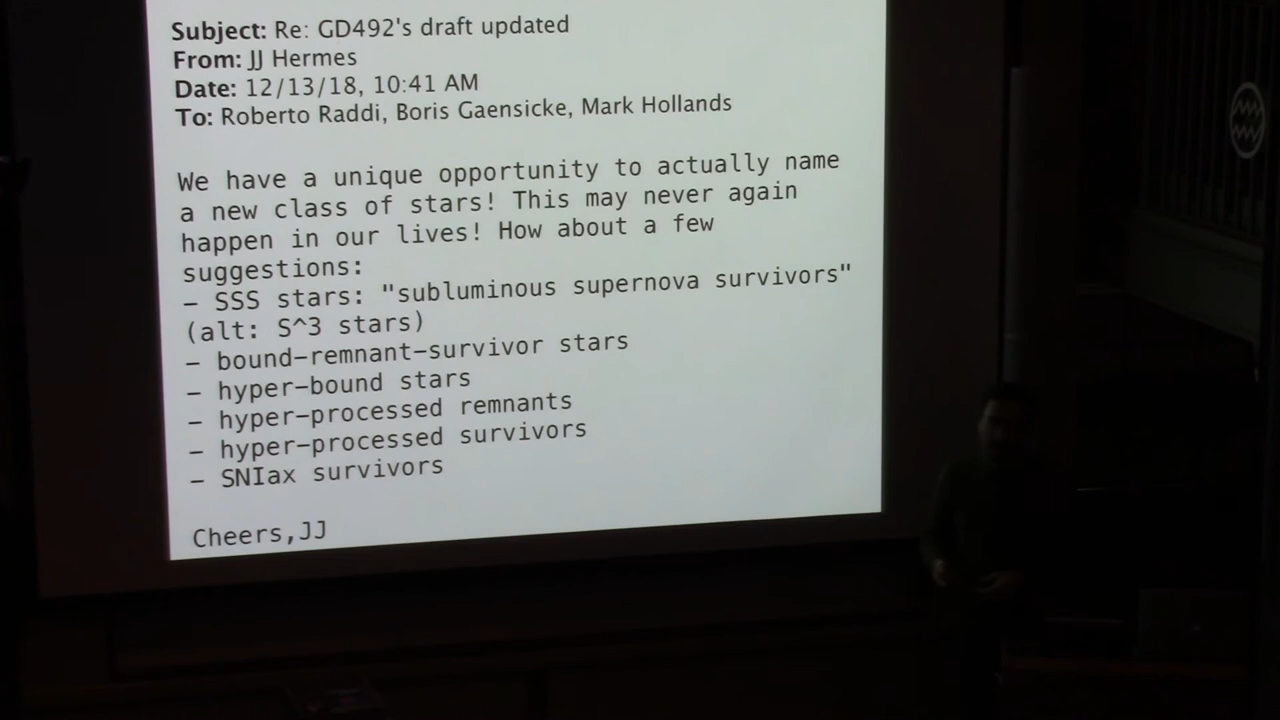 Subject: Re: GD492's draft updated
From: JJ Hermes
Date: 12/13/18, 10:41 AM
To: Roberto Raddi, Boris Gaensicke, Mark Hollands
We have a unique opportunity to actually name
a new class of stars! This may never again
happen in our lives! How about a few
suggestions:
– SSS stars: "subluminous supernova survivors"
(alt: S^3 stars)
– bound–remnant–survivor stars
– hyper–bound stars
– hyper–processed remnants
– hyper–processed survivors
– SNIax survivors
Cheers,JJ